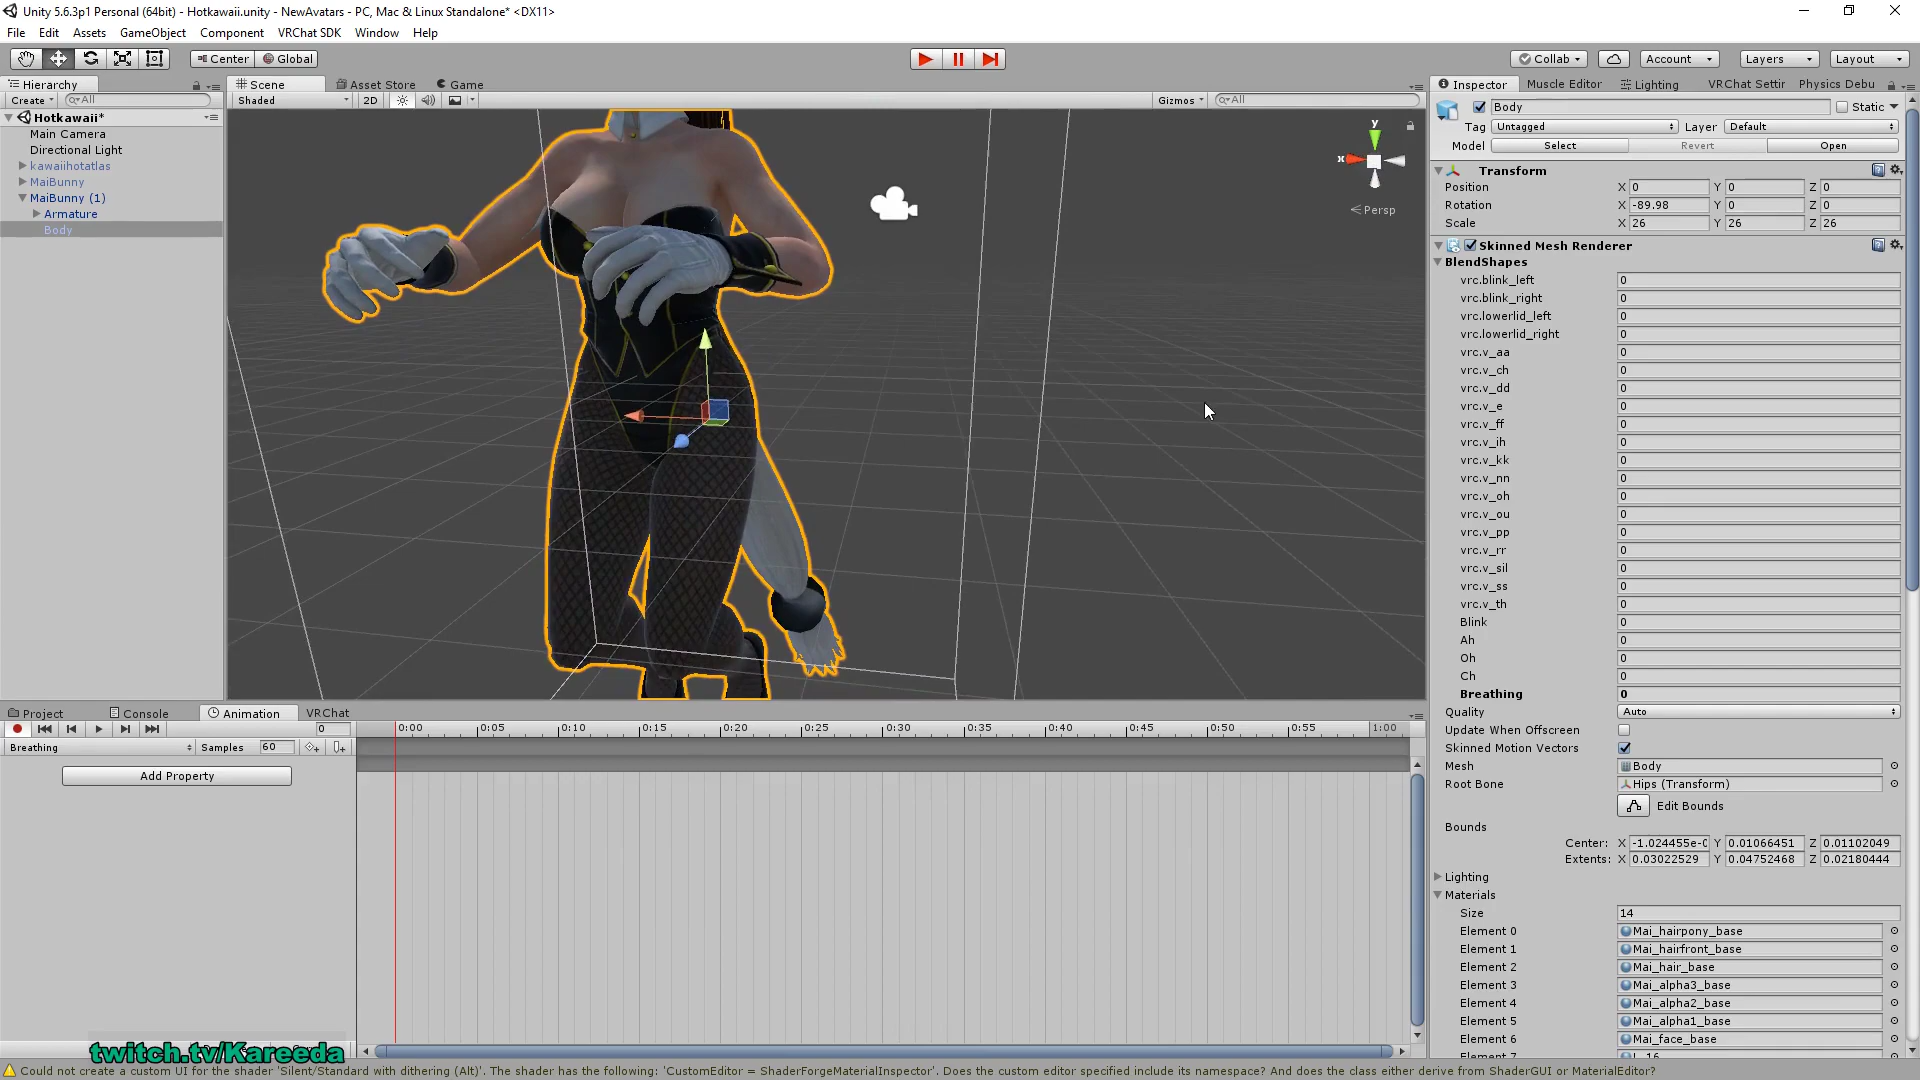 Unity 5.6.3p1 Personal (64bit) - Hotkawaii.unity - NewAvatars - PC, Mac & Linux Standalone* <DX11>
File Edit Assets GameObject Component VRChat SDK Window Help
Center Global Collab Account Layers Layout
Hierarchy
Create All
Hotkawaii*
Main Camera
Directional Light
kawaiihotatlas
MaiBunny
MaiBunny (1)
Armature
Body
Scene Asset Store Game
Shaded 2D Gizmos All
y
x
Persp
Inspector Muscle Editor Lighting VRChat Settir Physics Debu
Body Static
Tag Untagged Layer Default
Model Select Revert Open
Transform
Position X 0 Y 0 Z 0
Rotation X -89.98 Y 0 Z 0
Scale X 26 Y 26 Z 26
Skinned Mesh Renderer
BlendShapes
vrc.blink_left 0
vrc.blink_right 0
vrc.lowerlid_left 0
vrc.lowerlid_right 0
vrc.v_aa 0
vrc.v_ch 0
vrc.v_dd 0
vrc.v_e 0
vrc.v_ff 0
vrc.v_ih 0
vrc.v_kk 0
vrc.v_nn 0
vrc.v_oh 0
vrc.v_ou 0
vrc.v_pp 0
vrc.v_rr 0
vrc.v_sil 0
vrc.v_ss 0
vrc.v_th 0
Blink 0
Ah 0
Oh 0
Ch 0
Breathing 0
Quality Auto
Update When Offscreen
Skinned Motion Vectors
Mesh Body
Root Bone Hips (Transform)
Edit Bounds
Bounds
Center: X -1.024455e-0 Y 0.01066451 Z 0.01102049
Extents: X 0.03022529 Y 0.04752468 Z 0.02180444
Lighting
Materials
Size 14
Element 0 Mai_hairpony_base
Element 1 Mai_hairfront_base
Element 2 Mai_hair_base
Element 3 Mai_alpha3_base
Element 4 Mai_alpha2_base
Element 5 Mai_alpha1_base
Element 6 Mai_face_base
Project Console Animation VRChat
0 0:00 0:05 0:10 0:15 0:20 0:25 0:30 0:35 0:40 0:45 0:50 0:55 1:00
Breathing Samples 60
Add Property
twitch.tv/Kareeda
Could not create a custom UI for the shader 'Silent/Standard with dithering (Alt)'. The shader has the following: 'CustomEditor = ShaderForgeMaterialInspector'. Does the custom editor specified include its namespace? And does the class either derive from ShaderGUI or MaterialEditor?